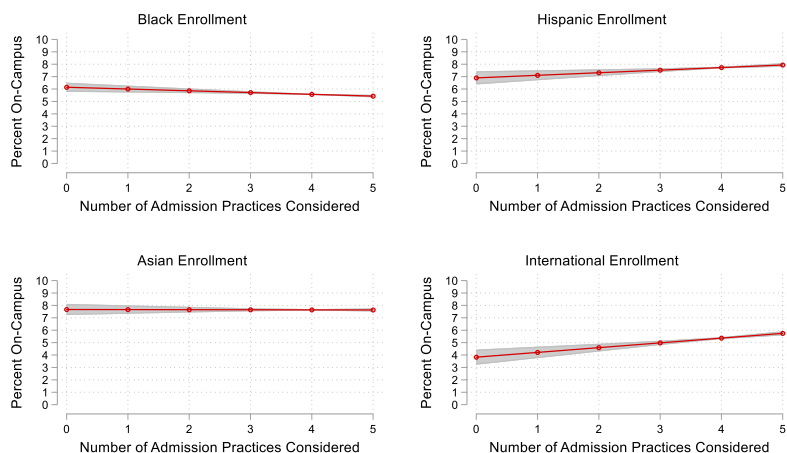 Black Enrollment
Percent On-Campus
10
9
8
7
6
5
4
3
2
1
0
0 1 2 3 4 5
Number of Admission Practices Considered
Hispanic Enrollment
Percent On-Campus
10
9
8
7
6
5
4
3
2
1
0
0 1 2 3 4 5
Number of Admission Practices Considered
Asian Enrollment
Percent On-Campus
10
9
8
7
6
5
4
3
2
1
0
0 1 2 3 4 5
Number of Admission Practices Considered
International Enrollment
Percent On-Campus
10
9
8
7
6
5
4
3
2
1
0
0 1 2 3 4 5
Number of Admission Practices Considered